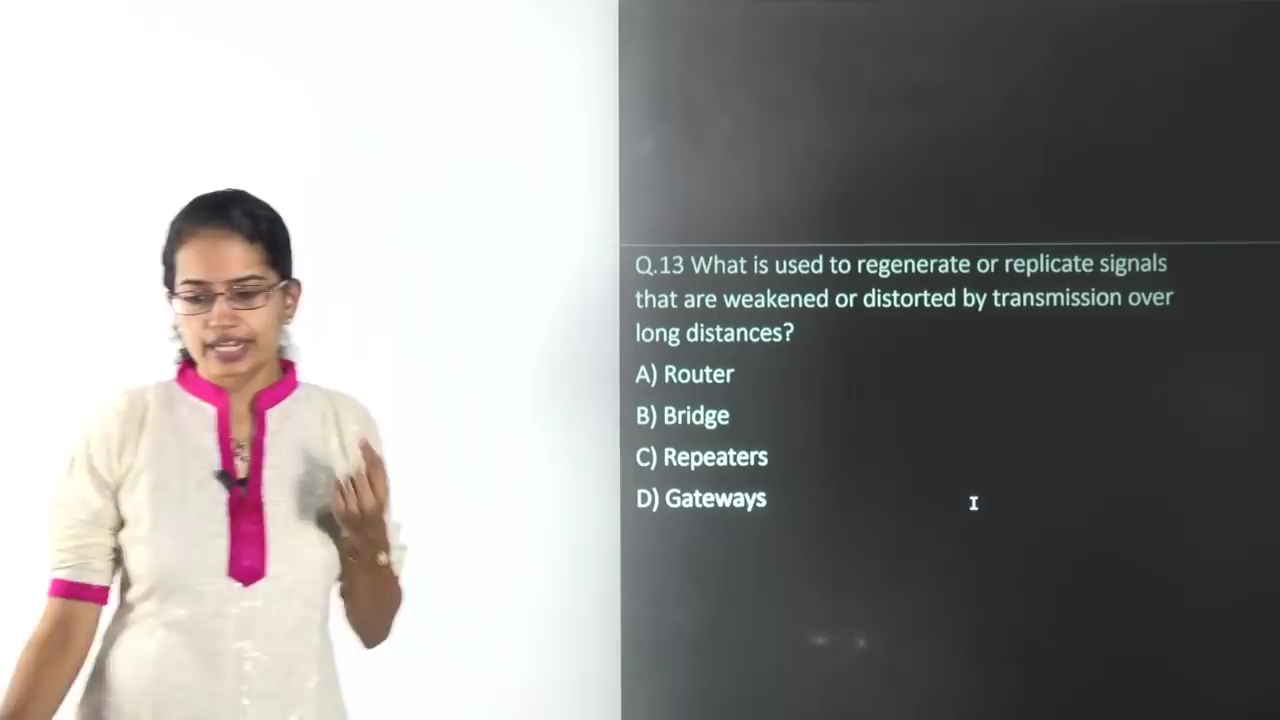 Q.13 What is used to regenerate or replicate signals
that are weakened or distorted by transmission over
long distances?
A) Router
B) Bridge
C) Repeaters
D) Gateways